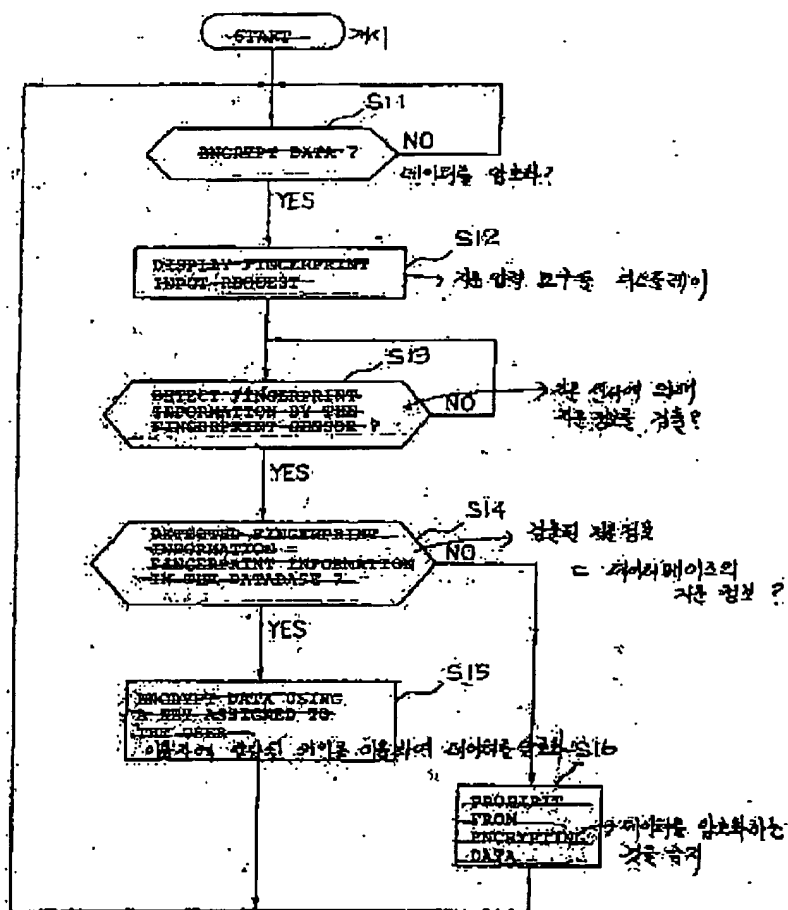 START 개시
S11
ENCRYPT DATA ? NO
데이터를 암호화?
YES
S12
DISPLAY FINGERPRINT
INPUT REQUEST
지문 입력 요구를 디스플레이
S13
DETECT FINGERPRINT
INFORMATION BY THE
FINGERPRINT SENSOR ?
NO
지문 센서에 의해
지문 정보를 검출?
YES
S14
DETECTED FINGERPRINT
INFORMATION =
FINGERPRINT INFORMATION
IN THE DATABASE ?
NO
검출된 지문 정보
= 데이터베이스의
지문 정보 ?
YES
S15
ENCRYPT DATA USING
A KEY ASSIGNED TO
THE USER
이용자에 할당된 키를 이용하여 데이터를 암호화
S16
PROHIBIT
FROM
ENCRYPTING
DATA
데이터를 암호화하는
것을 금지